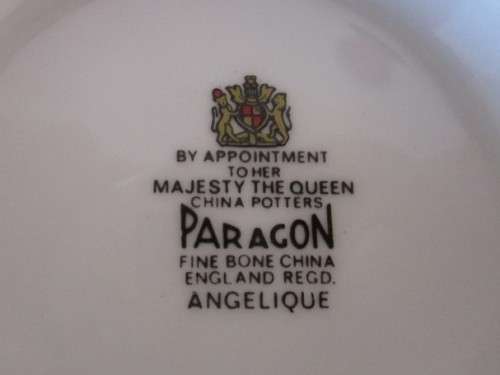 BY APPOINTMENT
TO HER
MAJESTY THE QUEEN
CHINA POTTERS
PARAGON
FINE BONE CHINA
ENGLAND REGD.
ANGELIQUE